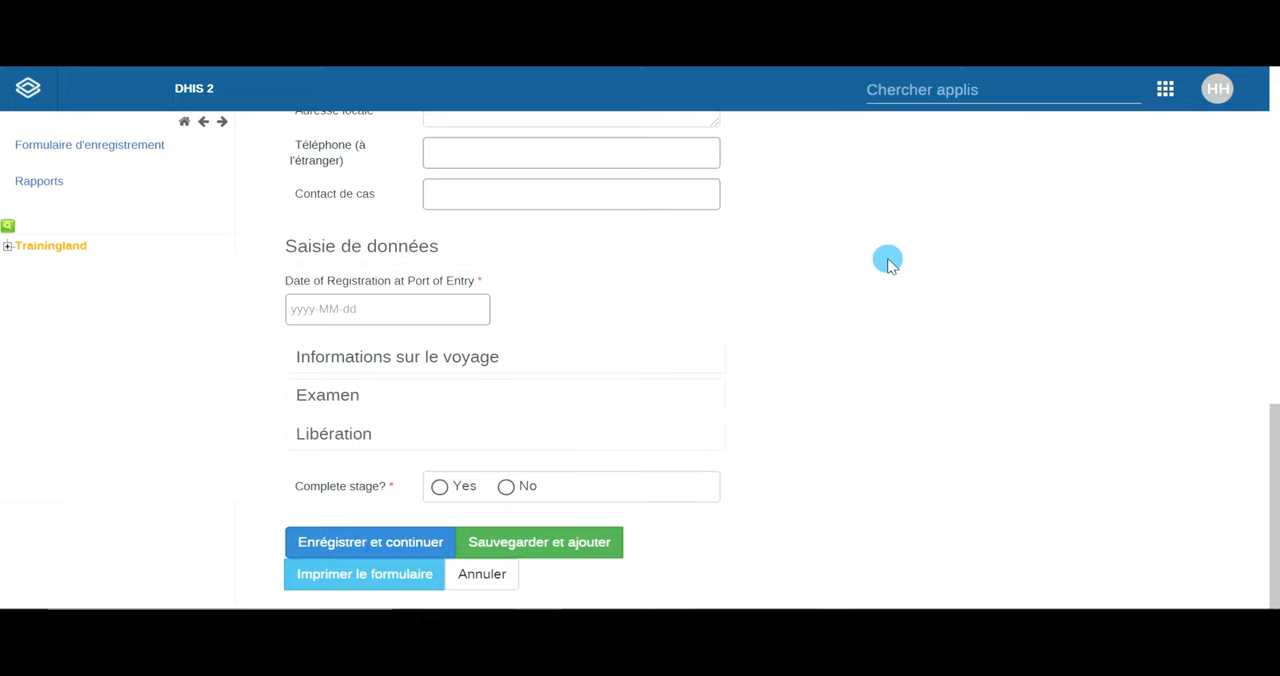 DHIS 2
Chercher applis
HH
Adresse locale
Formulaire d'enregistrement
Téléphone (à
l'étranger)
Rapports
Contact de cas
Trainingland
Saisie de données
Date of Registration at Port of Entry *
yyyy-MM-dd
Informations sur le voyage
Examen
Libération
Complete stage? *
Yes
No
Enrégistrer et continuer
Sauvegarder et ajouter
Imprimer le formulaire
Annuler